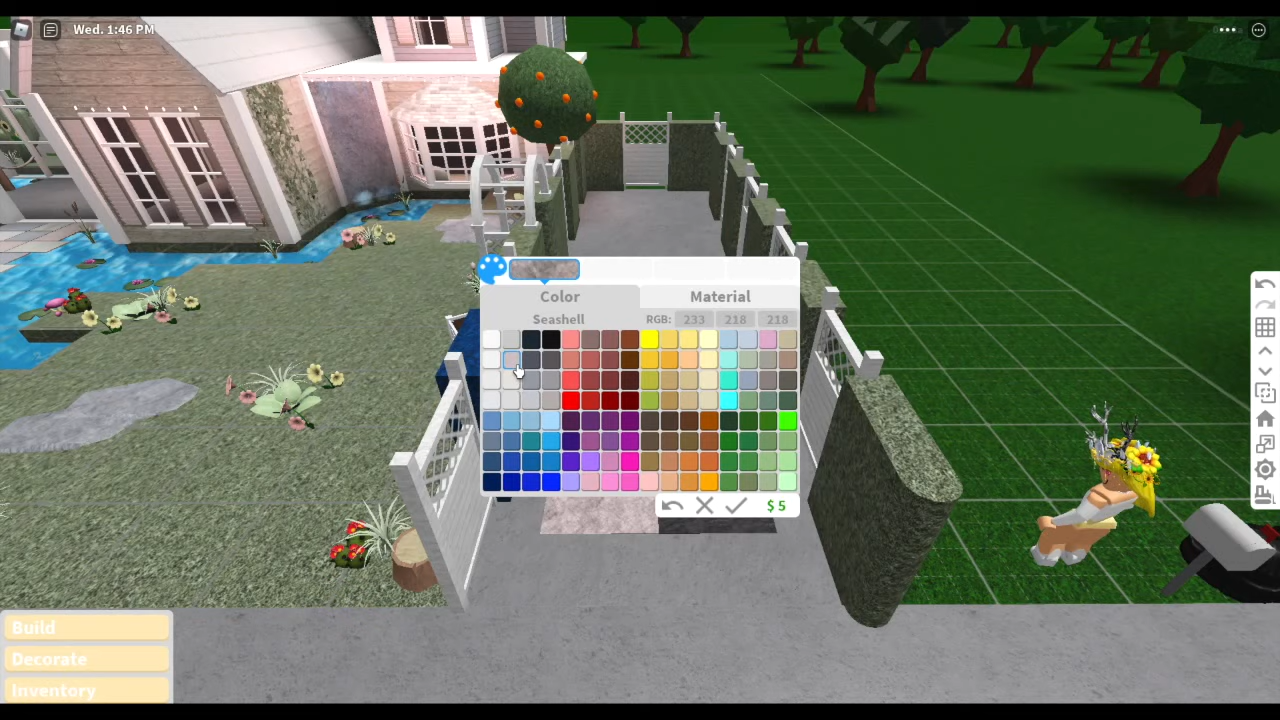 Wed. 1:46 PM
Color
Material
Seashell
RGB: 233 218 218
$ 5
Build
Decorate
Inventory